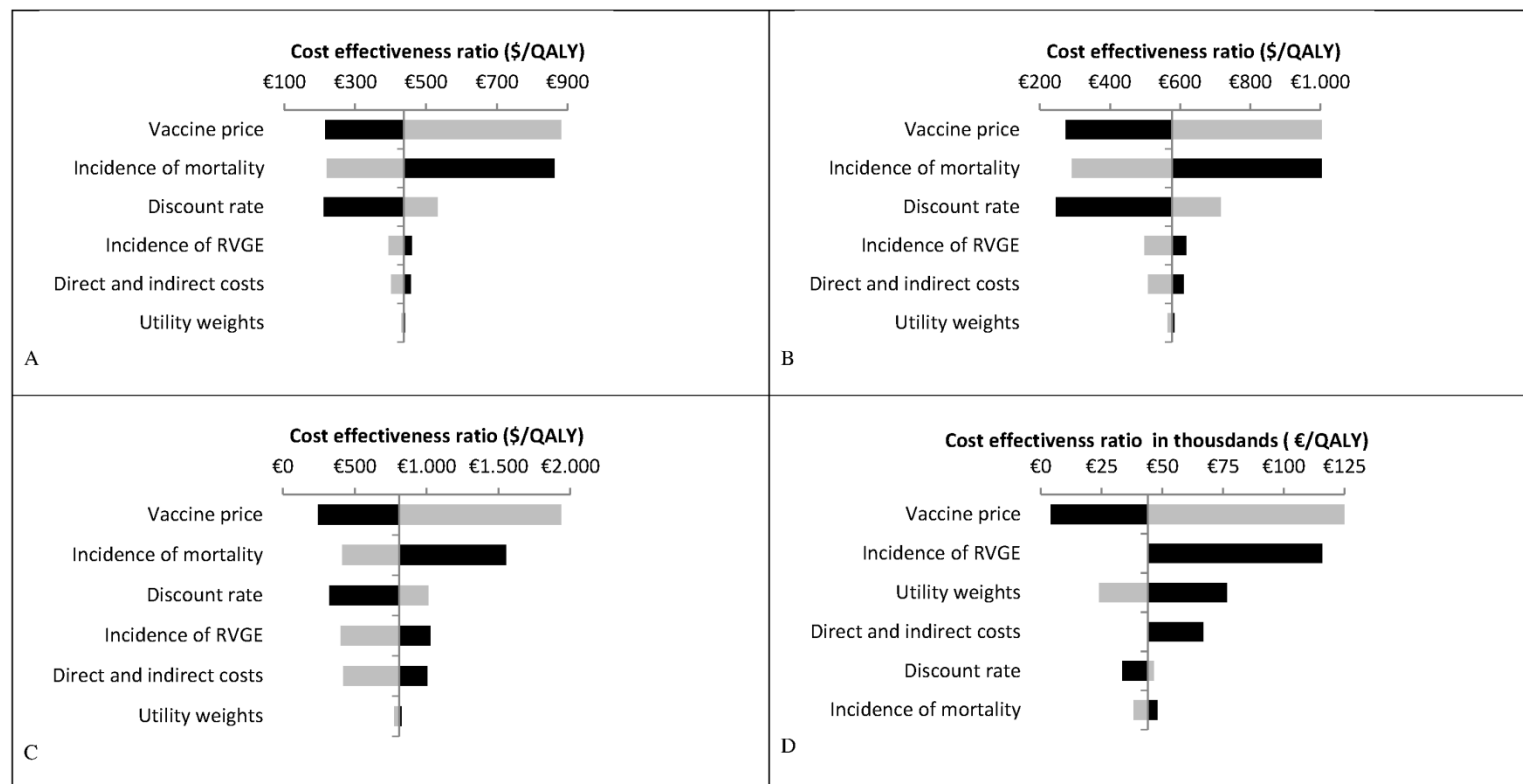 Cost effectiveness ratio ($/QALY)
€100 €300 €500 €700 €900
Vaccine price
Incidence of mortality
Discount rate
Incidence of RVGE
Direct and indirect costs
Utility weights
A
Cost effectiveness ratio ($/QALY)
€200 €400 €600 €800 €1.000
Vaccine price
Incidence of mortality
Discount rate
Incidence of RVGE
Direct and indirect costs
Utility weights
B
Cost effectiveness ratio ($/QALY)
€0 €500 €1.000 €1.500 €2.000
Vaccine price
Incidence of mortality
Discount rate
Incidence of RVGE
Direct and indirect costs
Utility weights
C
Cost effectivenss ratio in thousdands ( €/QALY)
€0 €25 €50 €75 €100 €125
Vaccine price
Incidence of RVGE
Utility weights
Direct and indirect costs
Discount rate
Incidence of mortality
D